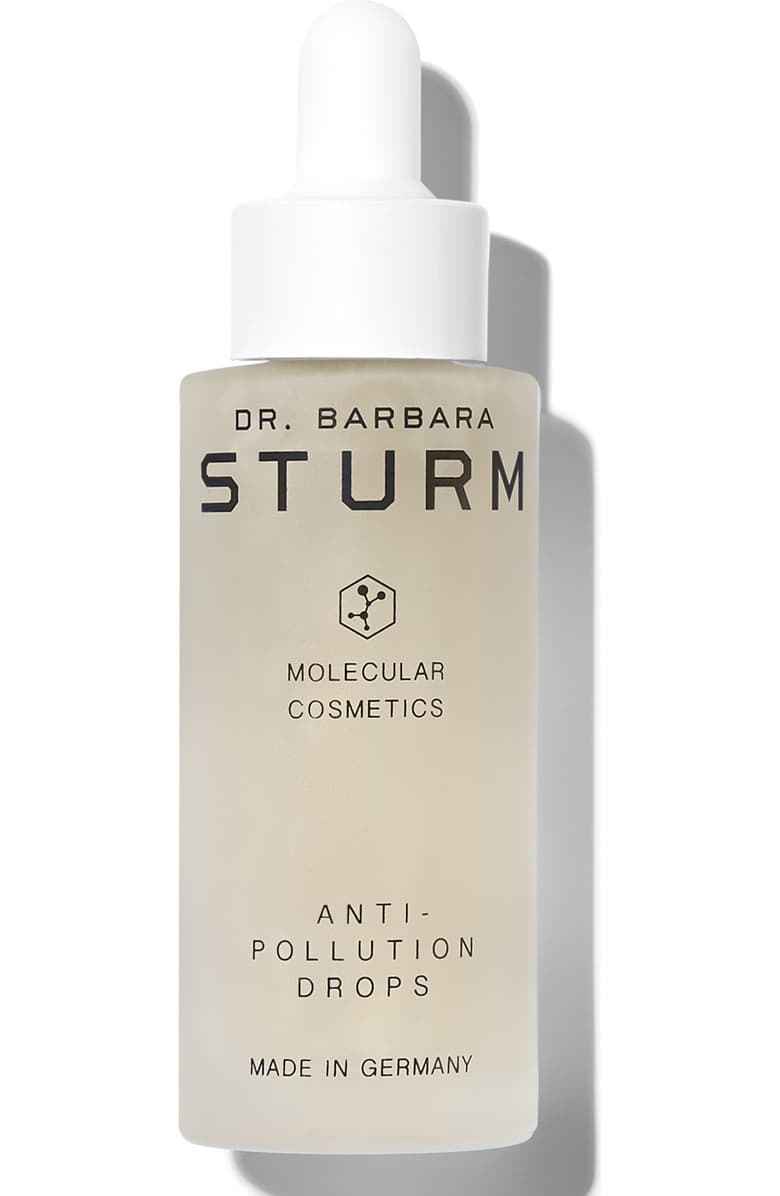 DR. BARBARA
STURM
MOLECULAR
COSMETICS
ANTI-
POLLUTION
DROPS
MADE IN GERMANY